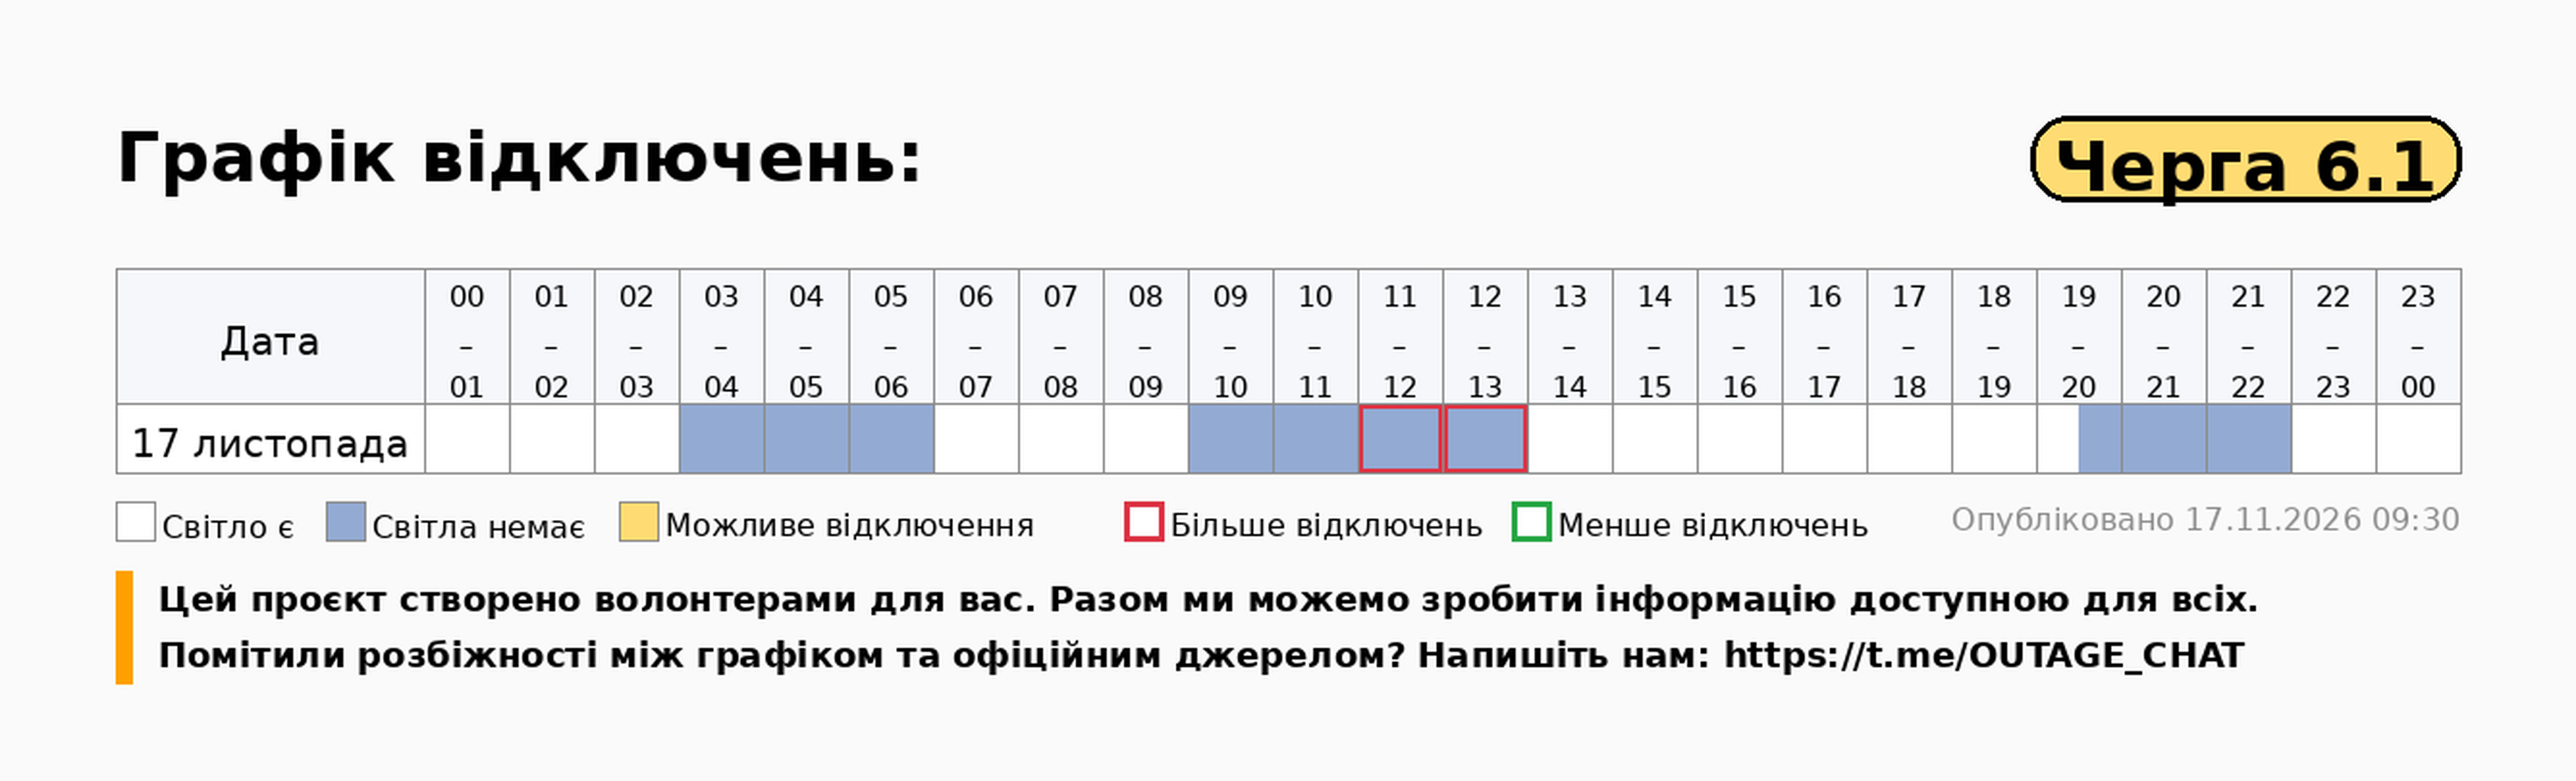 Графік відключень:
Черга 6.1
Дата 00 – 01 01 – 02 02 – 03 03 – 04 04 – 05 05 – 06 06 – 07 07 – 08 08 – 09 09 – 10 10 – 11 11 – 12 12 – 13 13 – 14 14 – 15 15 – 16 16 – 17 17 – 18 18 – 19 19 – 20 20 – 21 21 – 22 22 – 23 23 – 00
17 листопада
Світло є Світла немає Можливе відключення Більше відключень Менше відключень Опубліковано 17.11.2026 09:30
Цей проєкт створено волонтерами для вас. Разом ми можемо зробити інформацію доступною для всіх.
Помітили розбіжності між графіком та офіційним джерелом? Напишіть нам: https://t.me/OUTAGE_CHAT